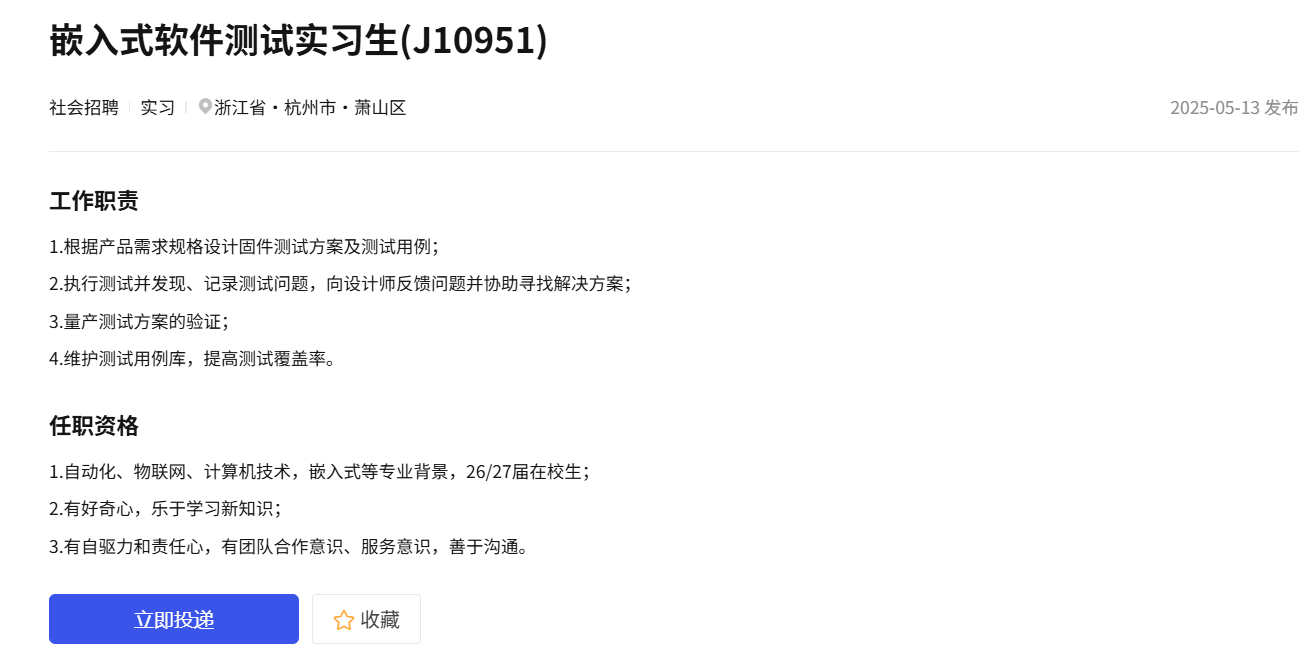 嵌入式软件测试实习生(J10951)
社会招聘 实习 浙江省·杭州市·萧山区 2025-05-13 发布
工作职责
1.根据产品需求规格设计固件测试方案及测试用例；
2.执行测试并发现、记录测试问题，向设计师反馈问题并协助寻找解决方案；
3.量产测试方案的验证；
4.维护测试用例库，提高测试覆盖率。
任职资格
1.自动化、物联网、计算机技术，嵌入式等专业背景，26/27届在校生；
2.有好奇心，乐于学习新知识；
3.有自驱力和责任心，有团队合作意识、服务意识，善于沟通。
立即投递 收藏